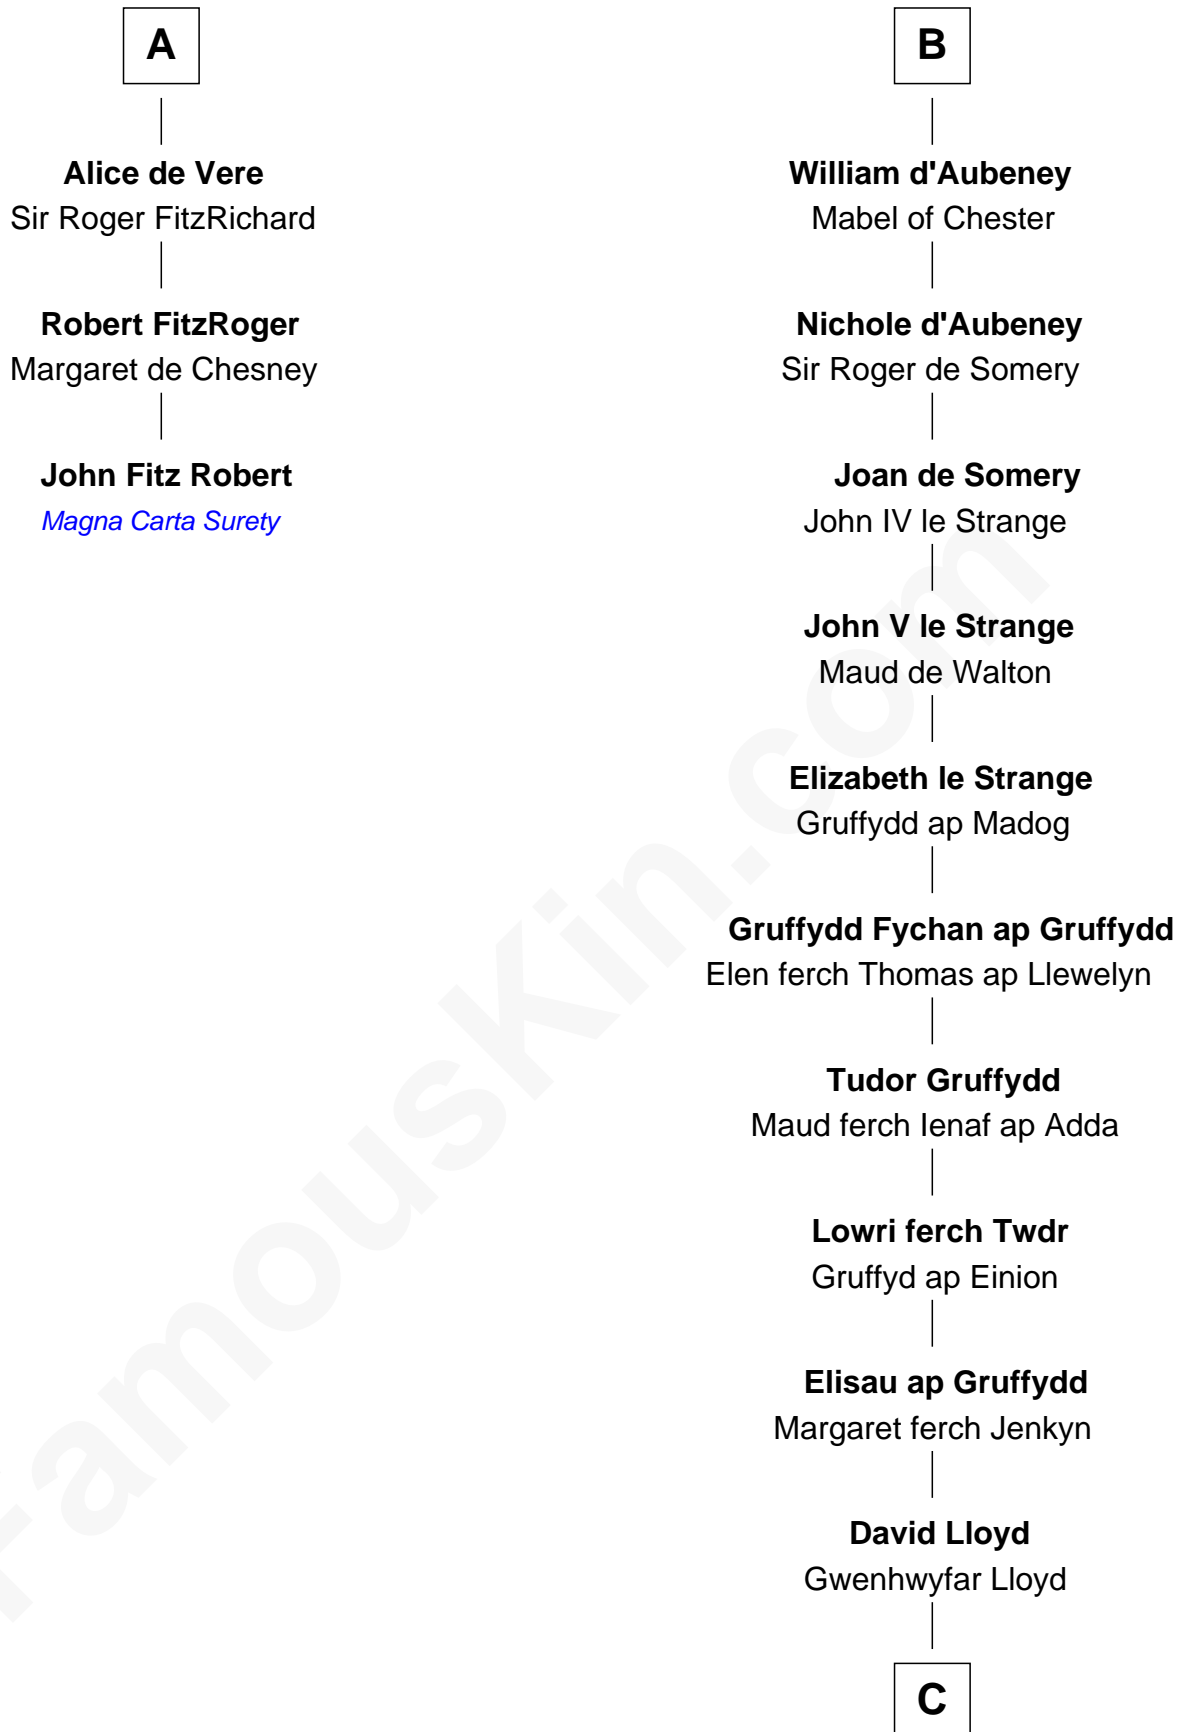 A
Alice de Vere
Sir Roger FitzRichard
Robert FitzRoger
Margaret de Chesney
John Fitz Robert
Magna Carta Surety
B
William d'Aubeney
Mabel of Chester
Nichole d'Aubeney
Sir Roger de Somery
Joan de Somery
John IV le Strange
John V le Strange
Maud de Walton
Elizabeth le Strange
Gruffydd ap Madog
Gruffydd Fychan ap Gruffydd
Elen ferch Thomas ap Llewelyn
Tudor Gruffydd
Maud ferch Ienaf ap Adda
Lowri ferch Twdr
Gruffyd ap Einion
Elisau ap Gruffydd
Margaret ferch Jenkyn
David Lloyd
Gwenhwyfar Lloyd
C
FamousKin.com